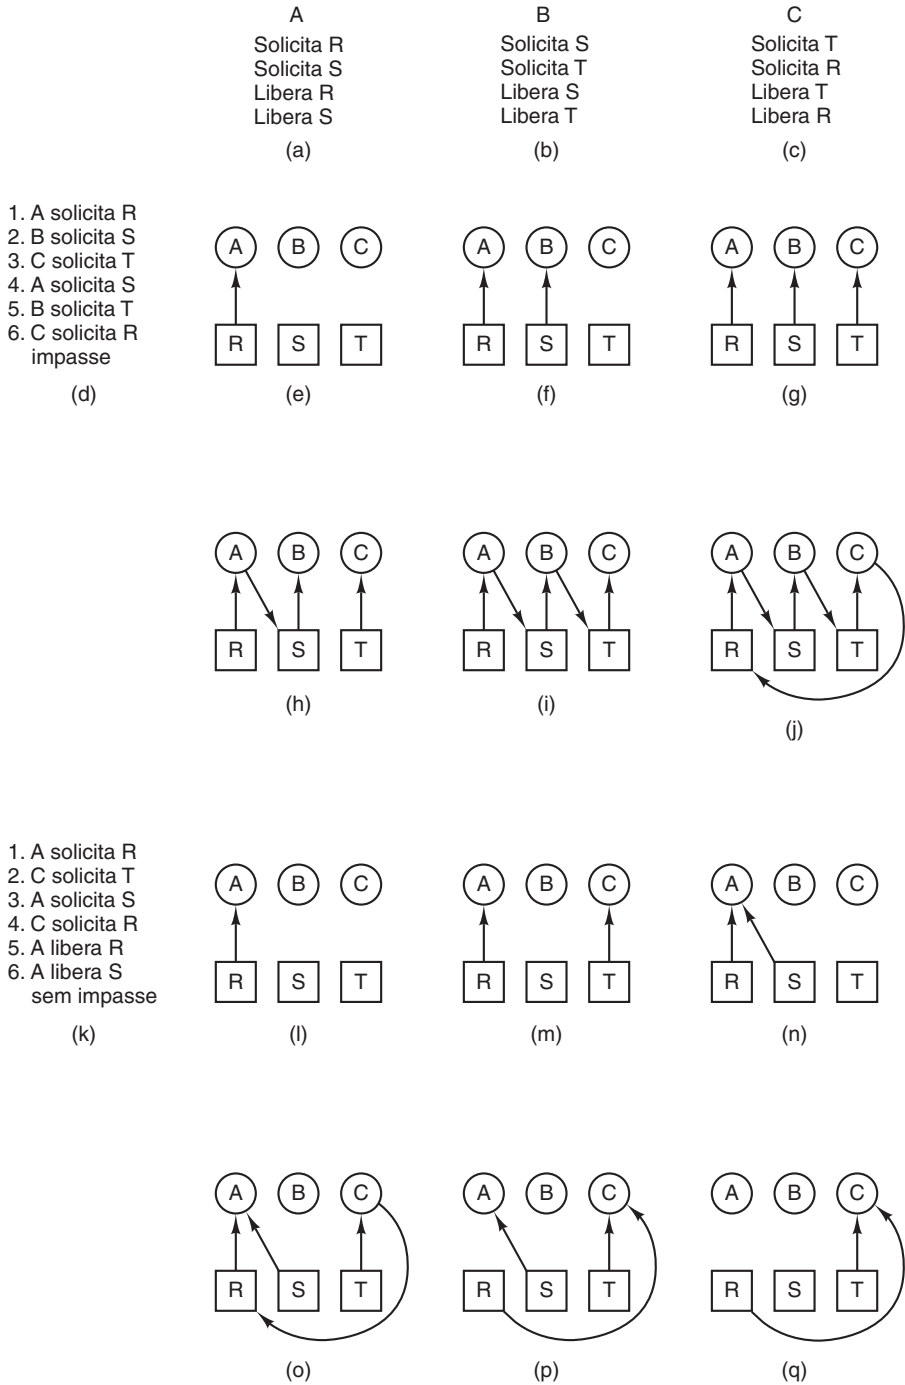 A B C
Solicita R Solicita S Solicita T
Solicita S Solicita T Solicita R
Libera R Libera S Libera T
Libera S Libera T Libera R
(a) (b) (c)
1. A solicita R
2. B solicita S
3. C solicita T
4. A solicita S
5. B solicita T
6. C solicita R
impasse
(d)
A B C A B C A B C
R S T R S T R S T
(e) (f) (g)
A B C A B C A B C
R S T R S T R S T
(h) (i) (j)
1. A solicita R
2. C solicita T
3. A solicita S
4. C solicita R
5. A libera R
6. A libera S
sem impasse
(k)
A B C A B C A B C
R S T R S T R S T
(l) (m) (n)
A B C A B C A B C
R S T R S T R S T
(o) (p) (q)